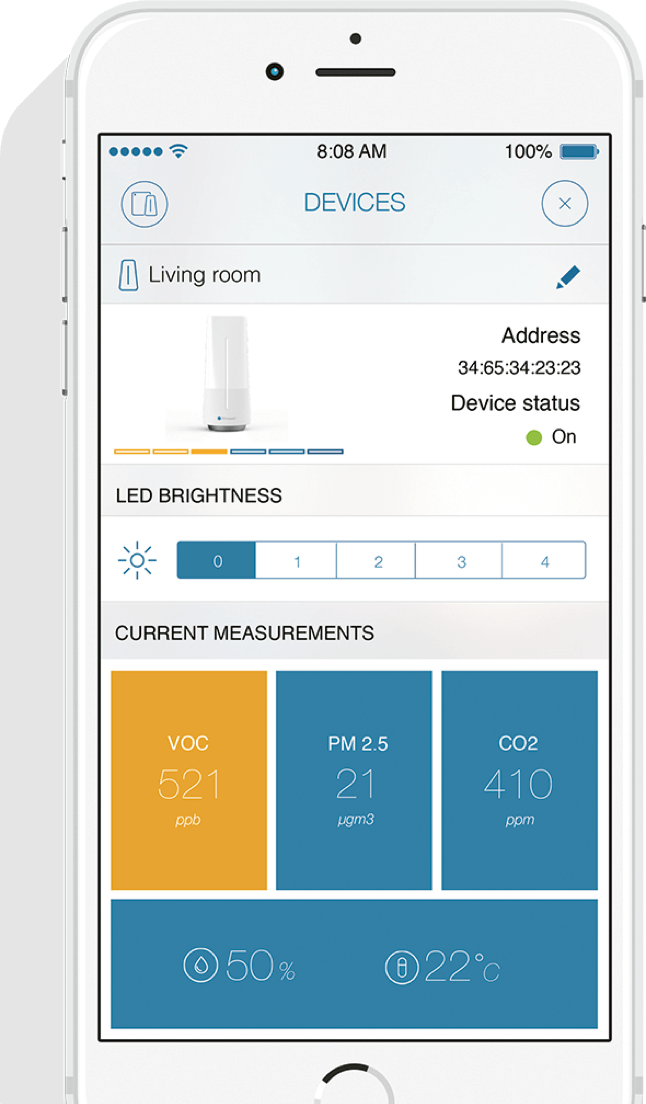 8:08 AM
100%
DEVICES
Living room
Address
34:65:34:23:23
Device status
On
LED BRIGHTNESS
0 1 2 3 4
CURRENT MEASUREMENTS
VOC PM 2.5 CO2
521 21 410
ppb µgm3 ppm
50% 22°C